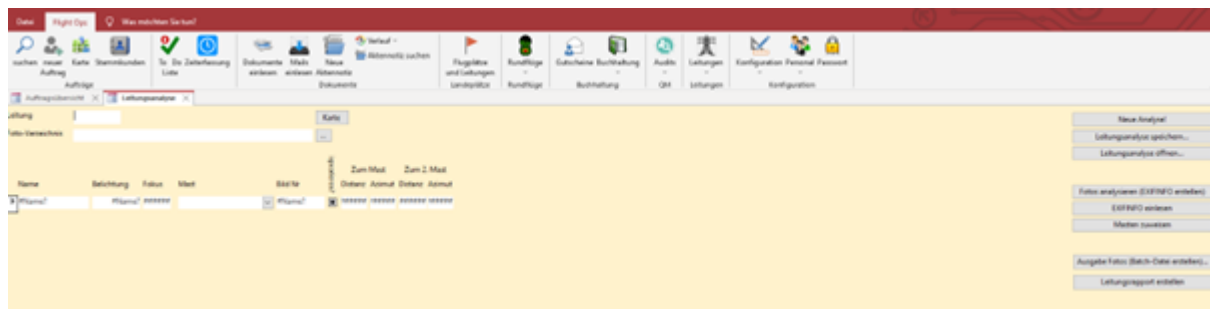 Datei Flight Ops Was möchten Sie tun?
suchen neuer Auftrag Karte Stammkunden To Do Liste Zeiterfassung Dokumente einlesen Mails einlesen Neue Aktennotiz Verlauf Aktennotiz suchen Flugplätze und Leitungen Rundflüge Gutscheine Buchhaltung Audits Leitungen Konfiguration Personal Passwort
Aufträge Dokumente Landeplätze Rundflüge Buchhaltung QM Leitungen Konfiguration
Auftragsübersicht Leitungsanalyse
Leitung Karte
Foto-Verzeichnis ...
Neue Analyse!
Leitungsanalyse speichern...
Leitungsanalyse öffnen...
Zum Mast Zum 2. Mast
Name Belichtung Fokus Mast Bild Nr Distanz Azimut Distanz Azimut
#Name? #Name? ###### #Name? ###### ###### ###### ######
Fotos analysieren (EXIFINFO erstellen)
EXIFINFO einlesen
Masten zuweisen
Ausgabe Fotos (Batch-Datei erstellen)...
Leitungsrapport erstellen